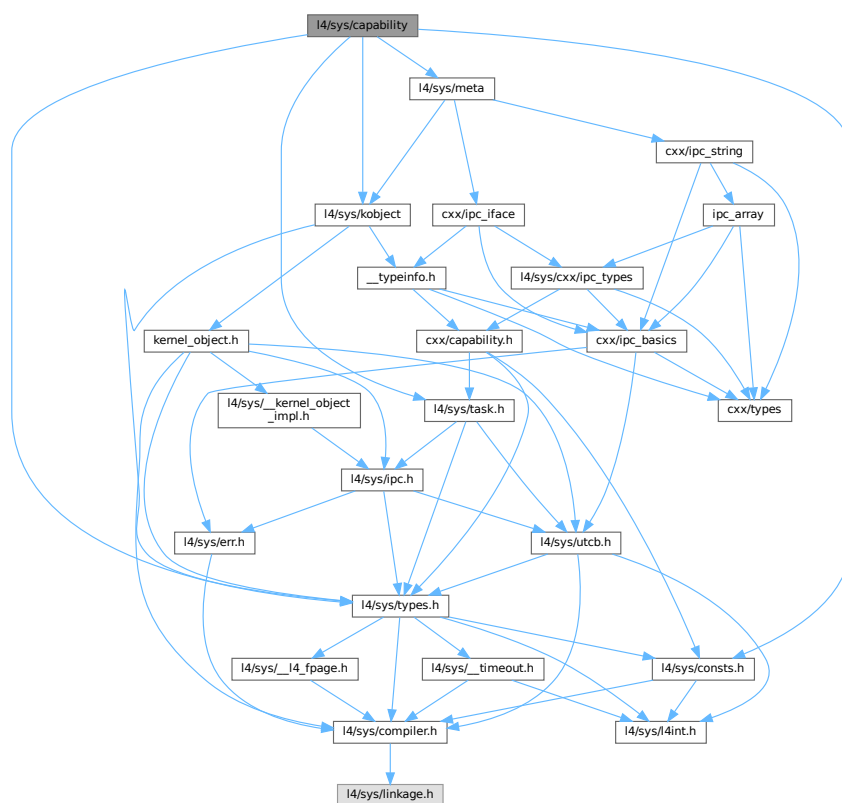 l4/sys/capability
l4/sys/meta
cxx/ipc_string
l4/sys/kobject
cxx/ipc_iface
ipc_array
__typeinfo.h
l4/sys/cxx/ipc_types
kernel_object.h
cxx/capability.h
cxx/ipc_basics
l4/sys/__kernel_object
_impl.h
l4/sys/task.h
cxx/types
l4/sys/ipc.h
l4/sys/err.h
l4/sys/utcb.h
l4/sys/types.h
l4/sys/__l4_fpage.h
l4/sys/__timeout.h
l4/sys/consts.h
l4/sys/compiler.h
l4/sys/l4int.h
l4/sys/linkage.h